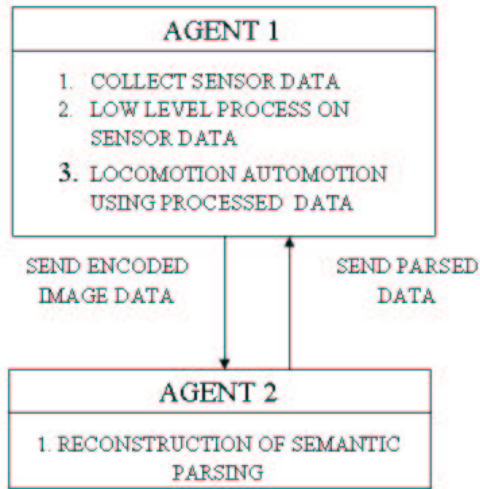 AGENT 1
1. COLLECT SENSOR DATA
2. LOW LEVEL PROCESS ON
SENSOR DATA
3. LOCOMOTION AUTOMOTION
USING PROCESSED DATA
SEND ENCODED
IMAGE DATA
SEND PARSED
DATA
AGENT 2
1. RECONSTRUCTION OF SEMANTIC
PARSING